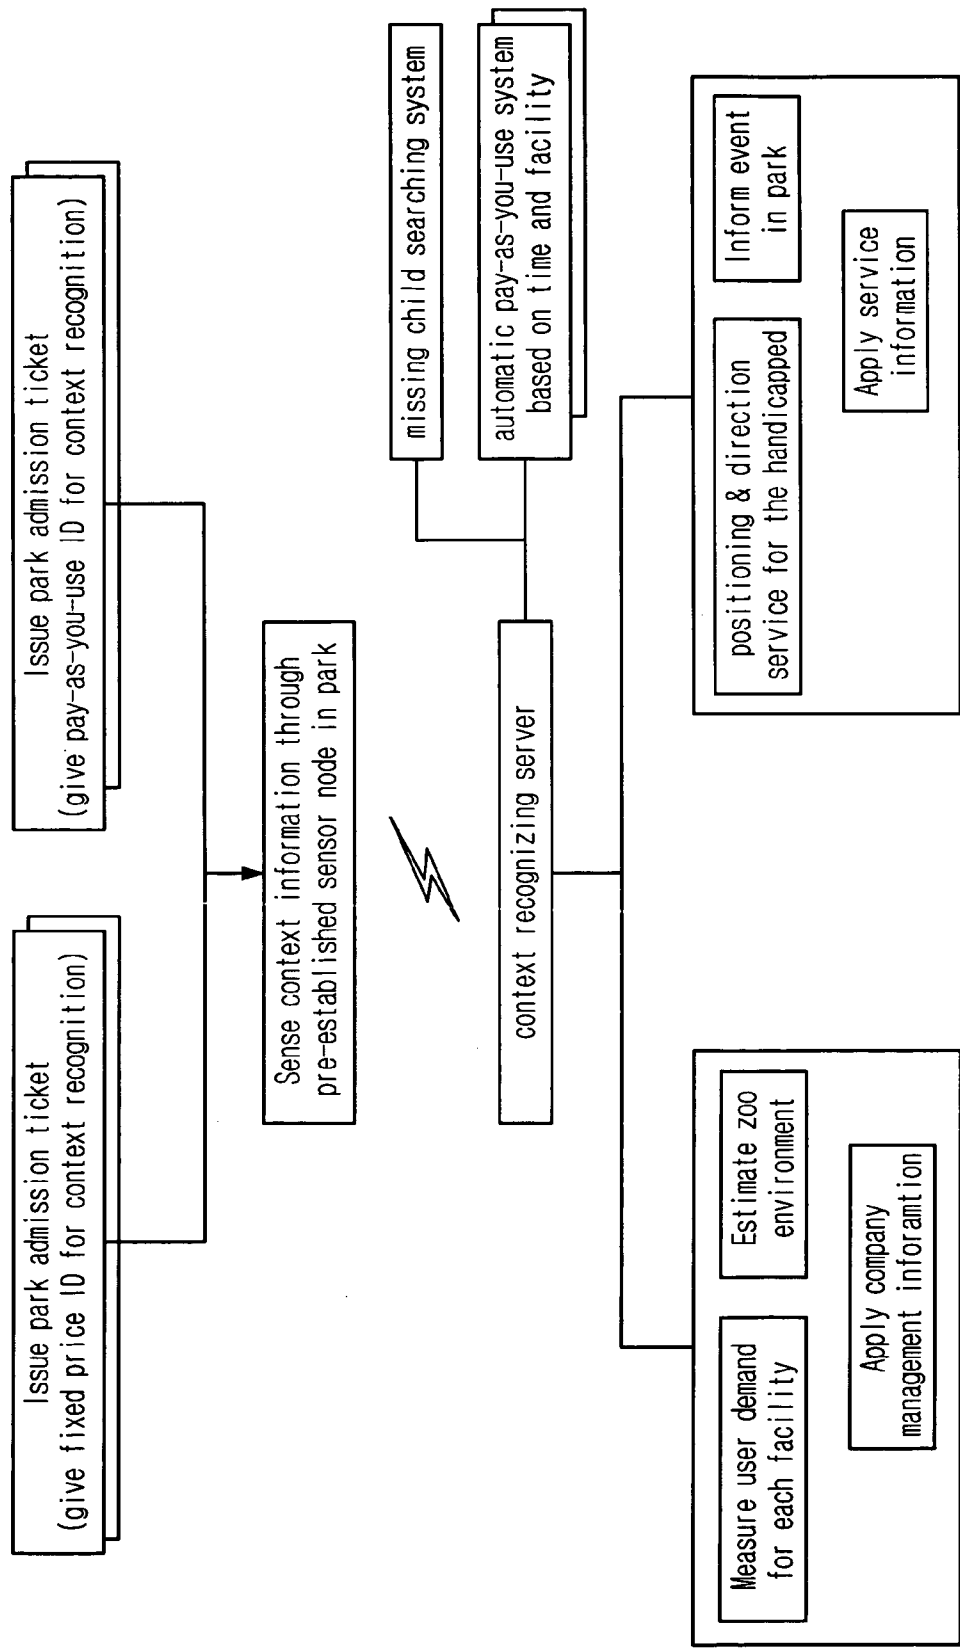 Issue park admission ticket
(give fixed price ID for context recognition)
Issue park admission ticket
(give pay-as-you-use ID for context recognition)
Sense context information through
pre-established sensor node in park
missing child searching system
automatic pay-as-you-use system
based on time and facility
context recognizing server
Measure user demand
for each facility
Estimate zoo
environment
Apply company
management inforamtion
positioning & direction
service for the handicapped
Inform event
in park
Apply service
information